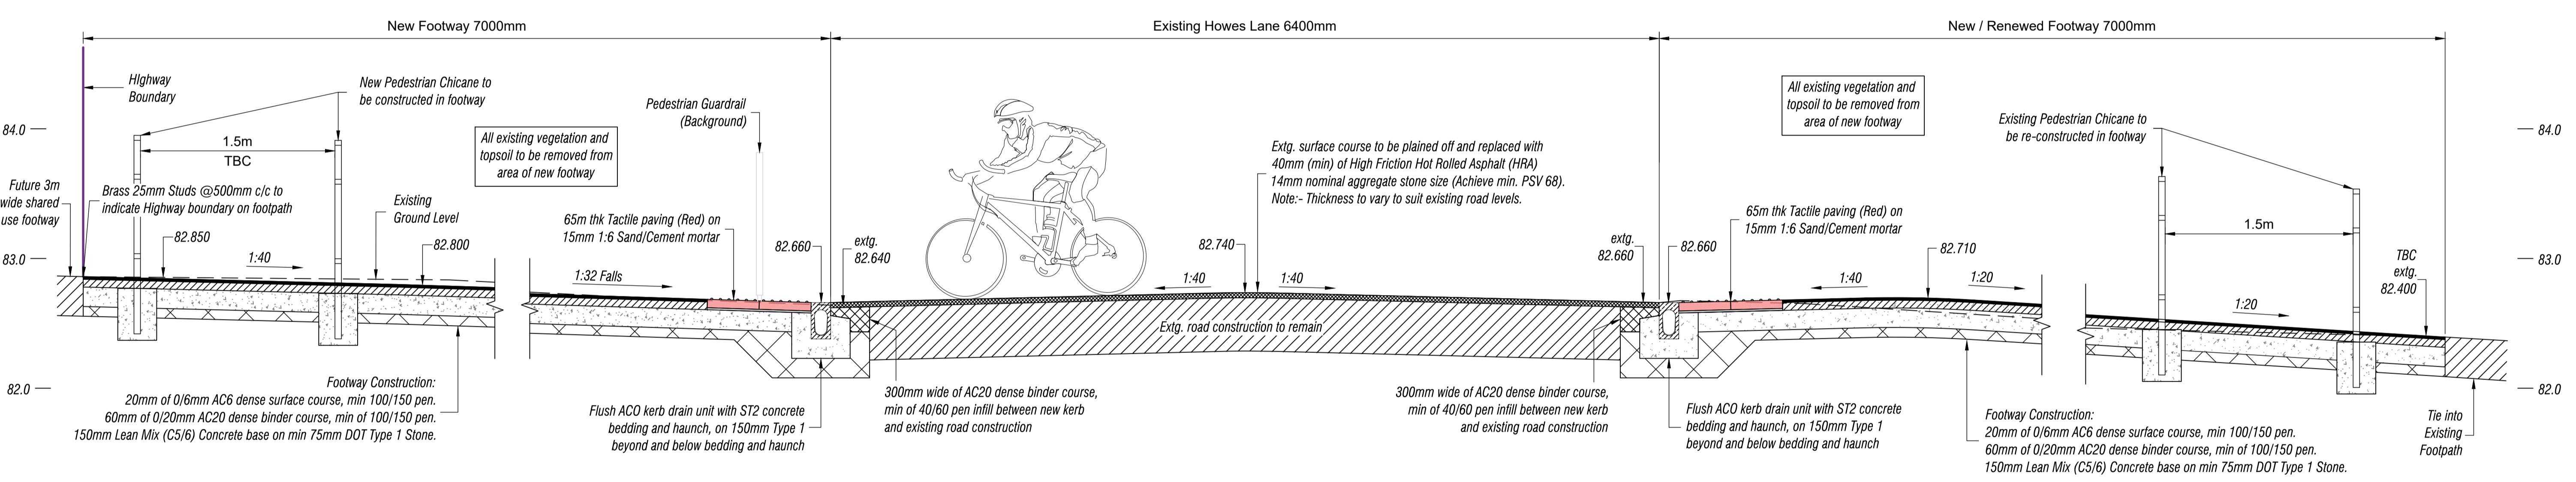 New Footway 7000mm
Existing Howes Lane 6400mm
New / Renewed Footway 7000mm
HIghway
Boundary
New Pedestrian Chicane to
be constructed in footway
Pedestrian Guardrail
(Background)
All existing vegetation and
topsoil to be removed from
area of new footway
84.0
1.5m
TBC
All existing vegetation and
topsoil to be removed from
area of new footway
Extg. surface course to be plained off and replaced with
40mm (min) of High Friction Hot Rolled Asphalt (HRA)
14mm nominal aggregate stone size (Achieve min. PSV 68).
Note:- Thickness to vary to suit existing road levels.
Existing Pedestrian Chicane to
be re-constructed in footway
84.0
Future 3m
wide shared
use footway
Brass 25mm Studs @500mm c/c to
indicate Highway boundary on footpath
Existing
Ground Level
65m thk Tactile paving (Red) on
15mm 1:6 Sand/Cement mortar
65m thk Tactile paving (Red) on
15mm 1:6 Sand/Cement mortar
1.5m
82.850
82.800
82.660
extg.
82.640
82.740
extg.
82.660
82.660
82.710
TBC
extg.
82.400
83.0
1:40
1:32 Falls
1:40
1:40
1:40
1:20
1:20
83.0
Extg. road construction to remain
82.0
82.0
Footway Construction:
20mm of 0/6mm AC6 dense surface course, min 100/150 pen.
60mm of 0/20mm AC20 dense binder course, min of 100/150 pen.
150mm Lean Mix (C5/6) Concrete base on min 75mm DOT Type 1 Stone.
Flush ACO kerb drain unit with ST2 concrete
bedding and haunch, on 150mm Type 1
beyond and below bedding and haunch
300mm wide of AC20 dense binder course,
min of 40/60 pen infill between new kerb
and existing road construction
300mm wide of AC20 dense binder course,
min of 40/60 pen infill between new kerb
and existing road construction
Flush ACO kerb drain unit with ST2 concrete
bedding and haunch, on 150mm Type 1
beyond and below bedding and haunch
Footway Construction:
20mm of 0/6mm AC6 dense surface course, min 100/150 pen.
60mm of 0/20mm AC20 dense binder course, min of 100/150 pen.
150mm Lean Mix (C5/6) Concrete base on min 75mm DOT Type 1 Stone.
Tie into
Existing
Footpath